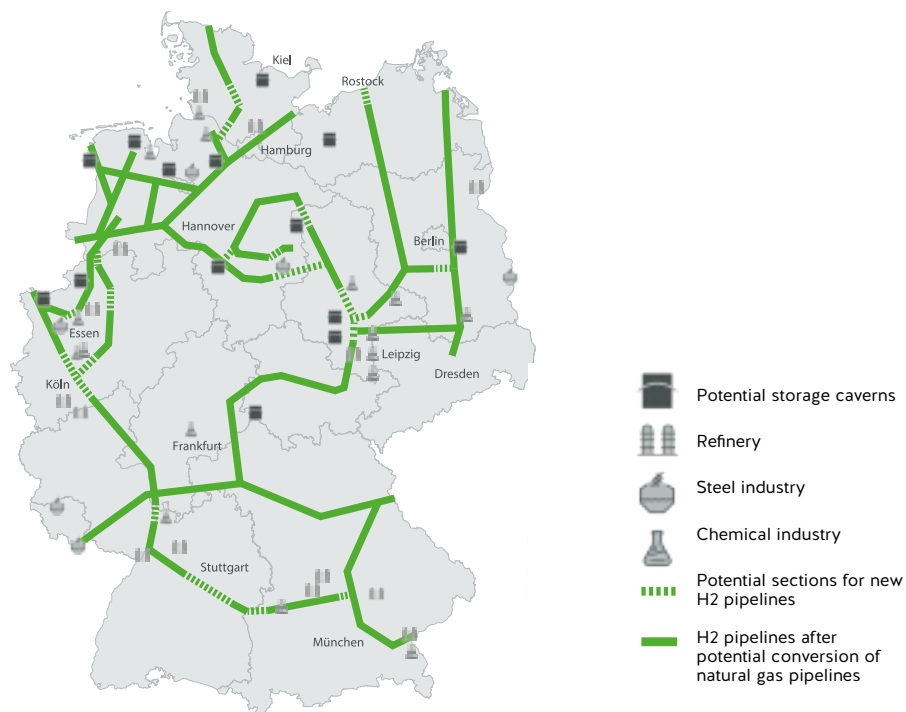 Kiel
Rostock
Hamburg
Hannover
Berlin
Essen
Leipzig
Dresden
Köln
Frankfurt
Stuttgart
München
Potential storage caverns
Refinery
Steel industry
Chemical industry
Potential sections for new
H2 pipelines
H2 pipelines after
potential conversion of
natural gas pipelines